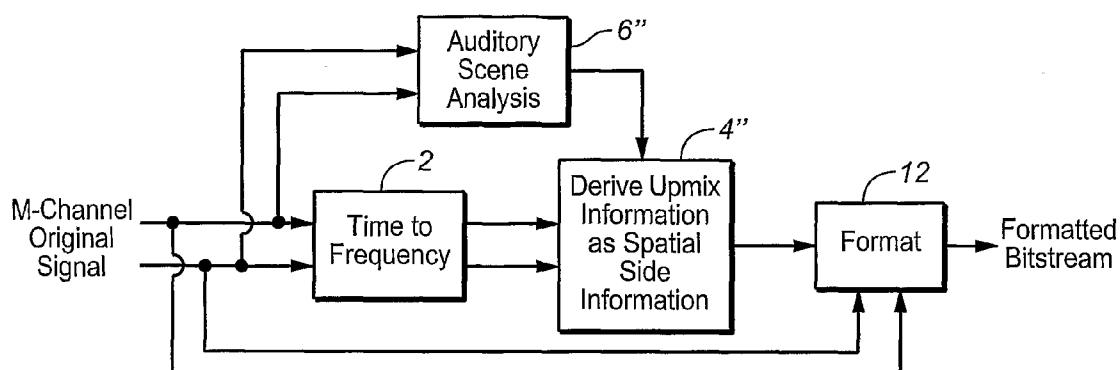 6”
Auditory
Scene
Analysis
4”
2
12
M-Channel
Original
Signal
Time to
Frequency
Derive Upmix
Information
as Spatial
Side
Information
Format
Formatted
Bitstream